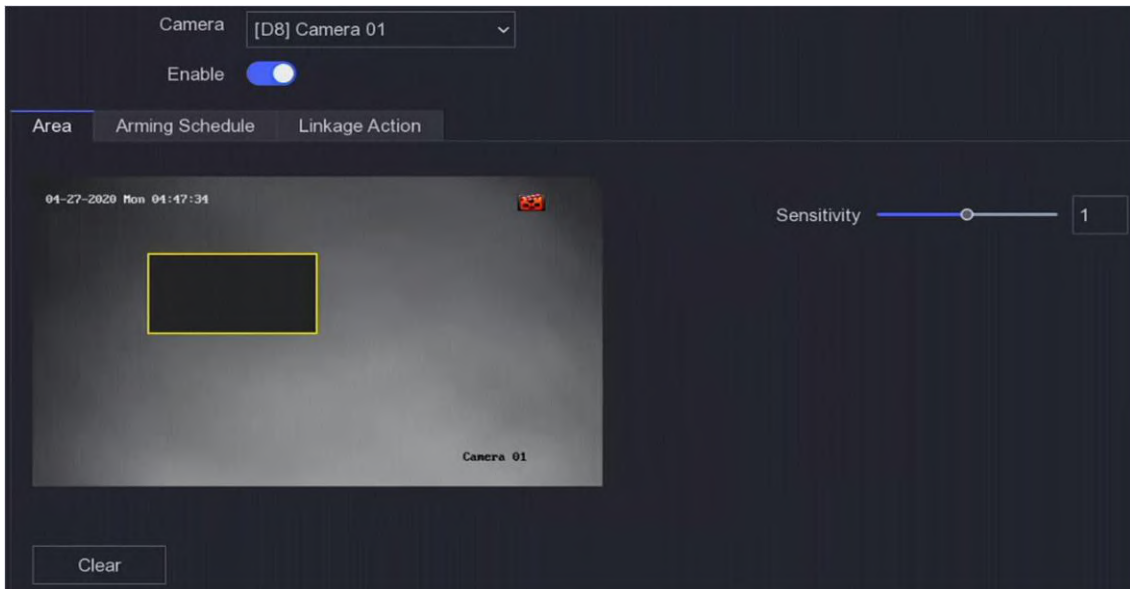 Camera [D8] Camera 01
Enable
Area Arming Schedule Linkage Action
04-27-2020 Mon 04:47:34
Sensitivity 1
Camera 01
Clear